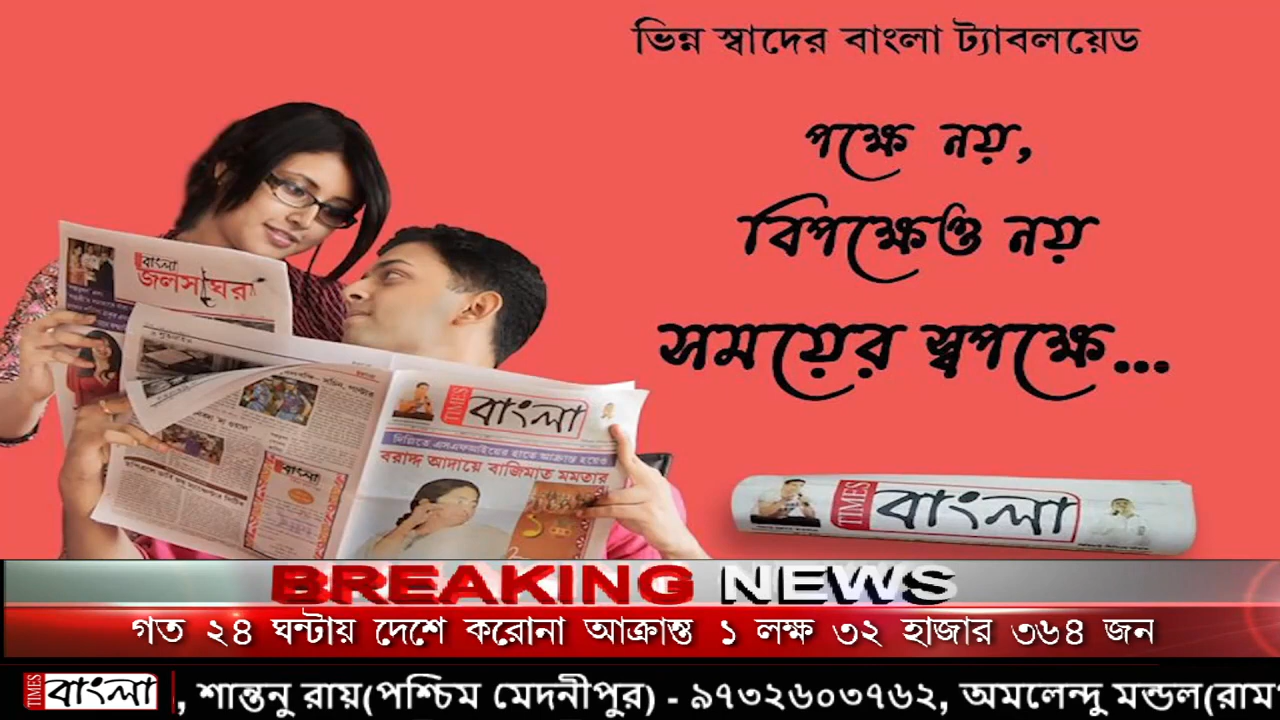 ভিন্ন স্বাদের বাংলা ট্যাবলয়েড
পক্ষে নয়,
বিপক্ষেও নয়
সময়ের স্বপক্ষে...
বাংলা
জলসাঘর
TIMES বাংলা
বরাদ্দ আদায়ে বাজিমাত মমতার
TIMES বাংলা
BREAKING NEWS
গত ২৪ ঘন্টায় দেশে করোনা আক্রান্ত ১ লক্ষ ৩২ হাজার ৩৬৪ জন
TIMES বাংলা , শান্তনু রায়(পশ্চিম মেদনীপুর) - ৯৭৩২৬০৩৭৬২, অমলেন্দু মন্ডল(রাম